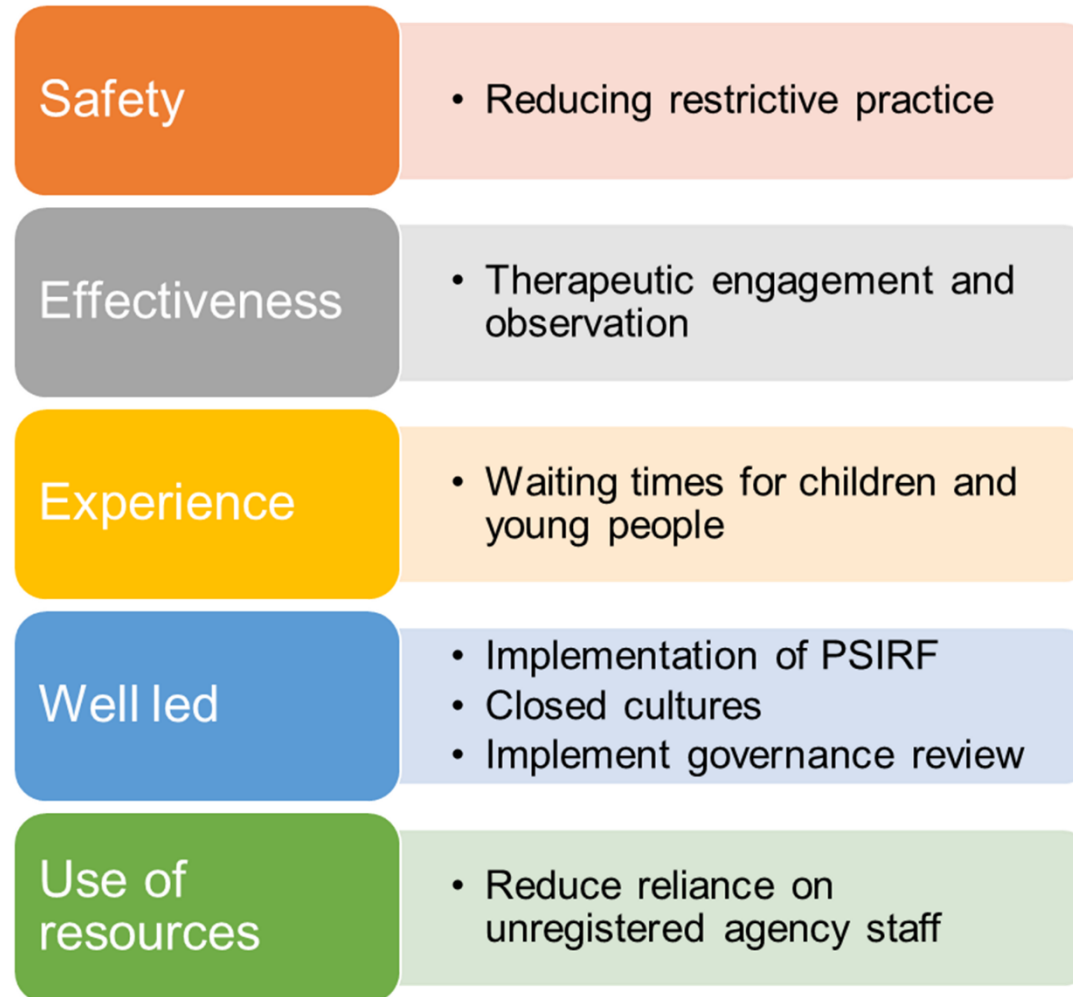 Safety
• Reducing restrictive practice
Effectiveness
• Therapeutic engagement and
observation
Experience
• Waiting times for children and
young people
Well led
• Implementation of PSIRF
• Closed cultures
• Implement governance review
Use of
resources
• Reduce reliance on
unregistered agency staff